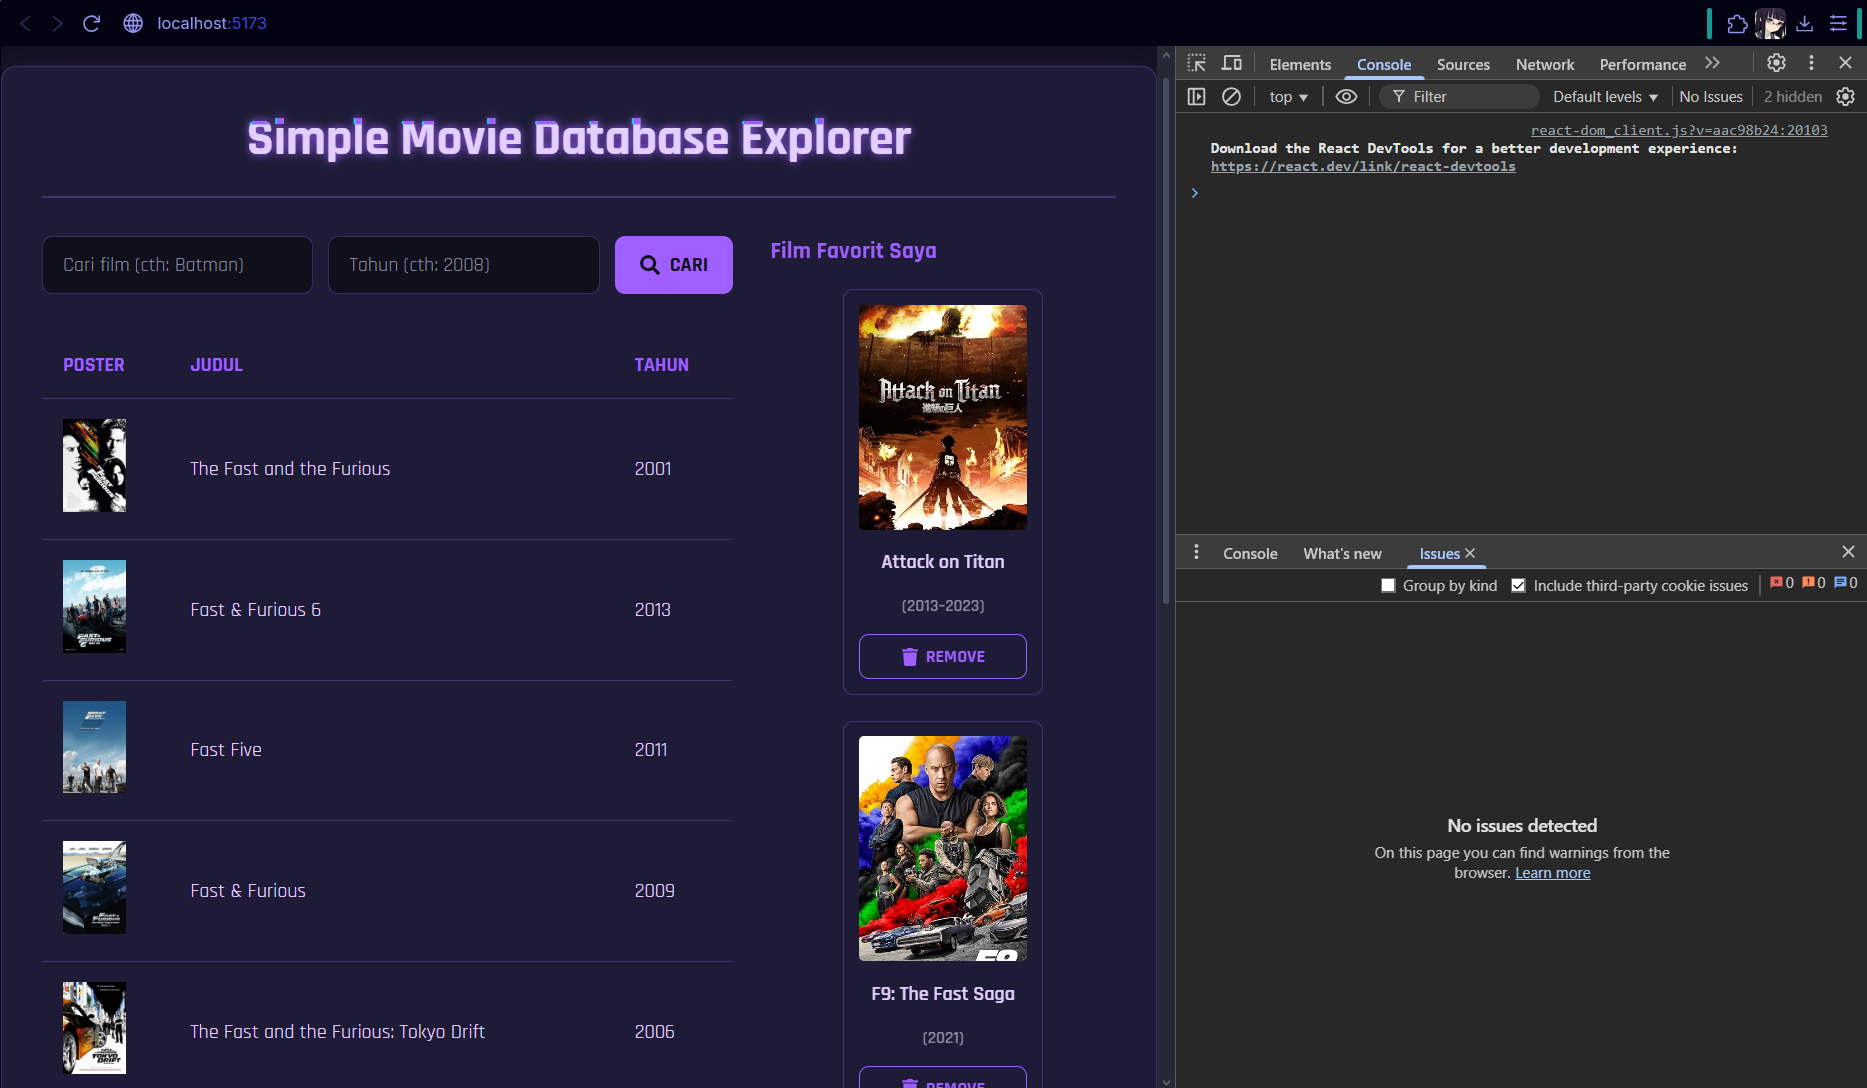 localhost:5173
Simple Movie Database Explorer
Cari film (cth: Batman)
Tahun (cth: 2008)
CARI
POSTER
JUDUL
TAHUN
The Fast and the Furious
2001
Fast & Furious 6
2013
Fast Five
2011
Fast & Furious
2009
TOKYO DRIFT
The Fast and the Furious: Tokyo Drift
2006
Film Favorit Saya
Attack on Titan
進撃の巨人
Attack on Titan
(2013–2023)
REMOVE
F9
F9: The Fast Saga
(2021)
REMOVE
Elements
Console
Sources
Network
Performance
top
Filter
Default levels
No Issues
2 hidden
react-dom_client.js?v=aac98b24:20103
Download the React DevTools for a better development experience:
https://react.dev/link/react-devtools
Console
What's new
Issues
Group by kind
Include third-party cookie issues
0
0
0
No issues detected
On this page you can find warnings from the
browser. Learn more